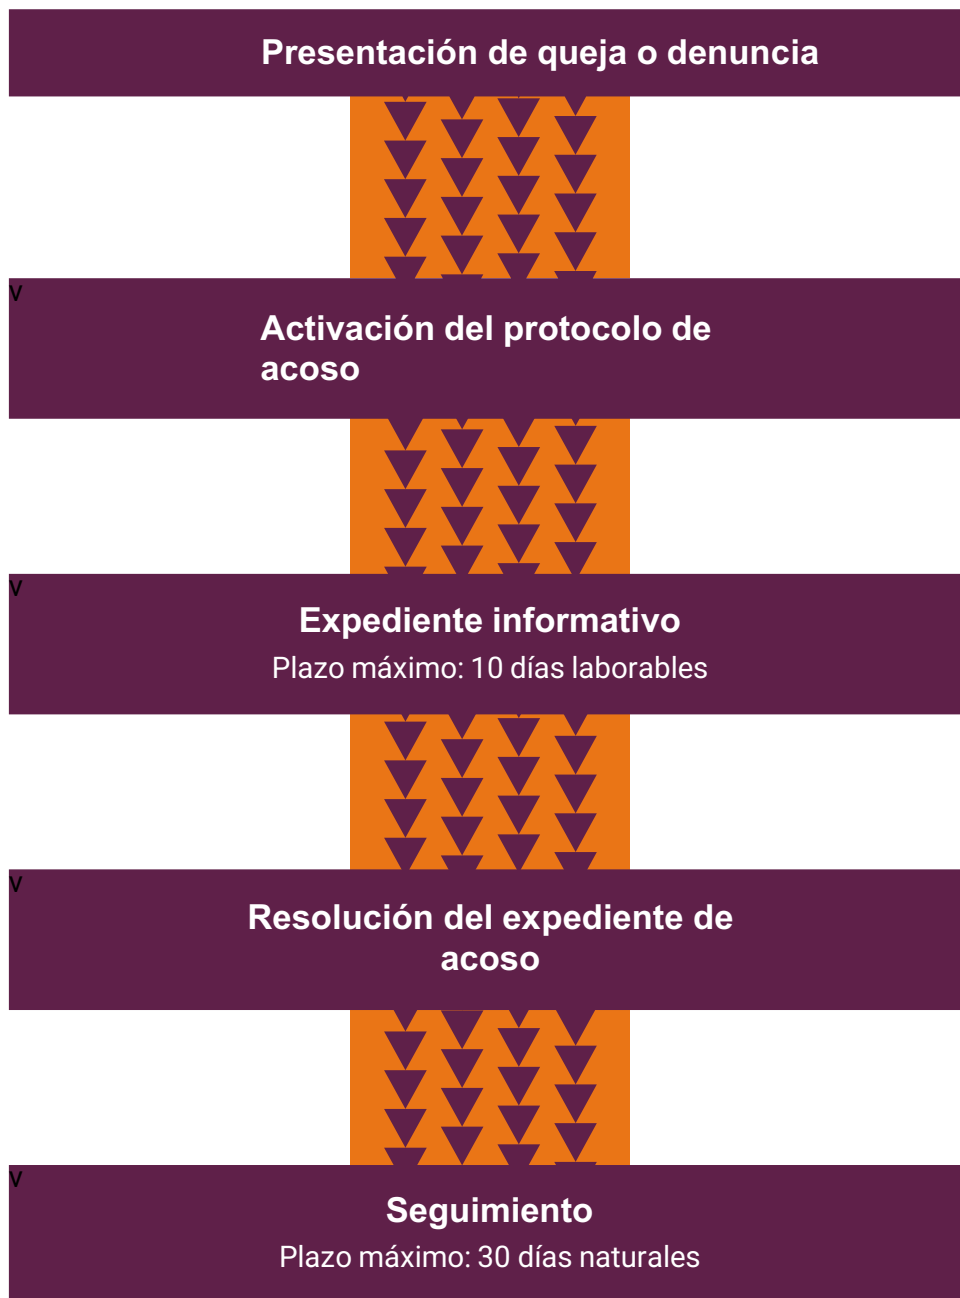 Presentación de queja o denuncia
v
Activación del protocolo de
acoso
v
Expediente informativo
Plazo máximo: 10 días laborables
v
Resolución del expediente de
acoso
v
Seguimiento
Plazo máximo: 30 días naturales